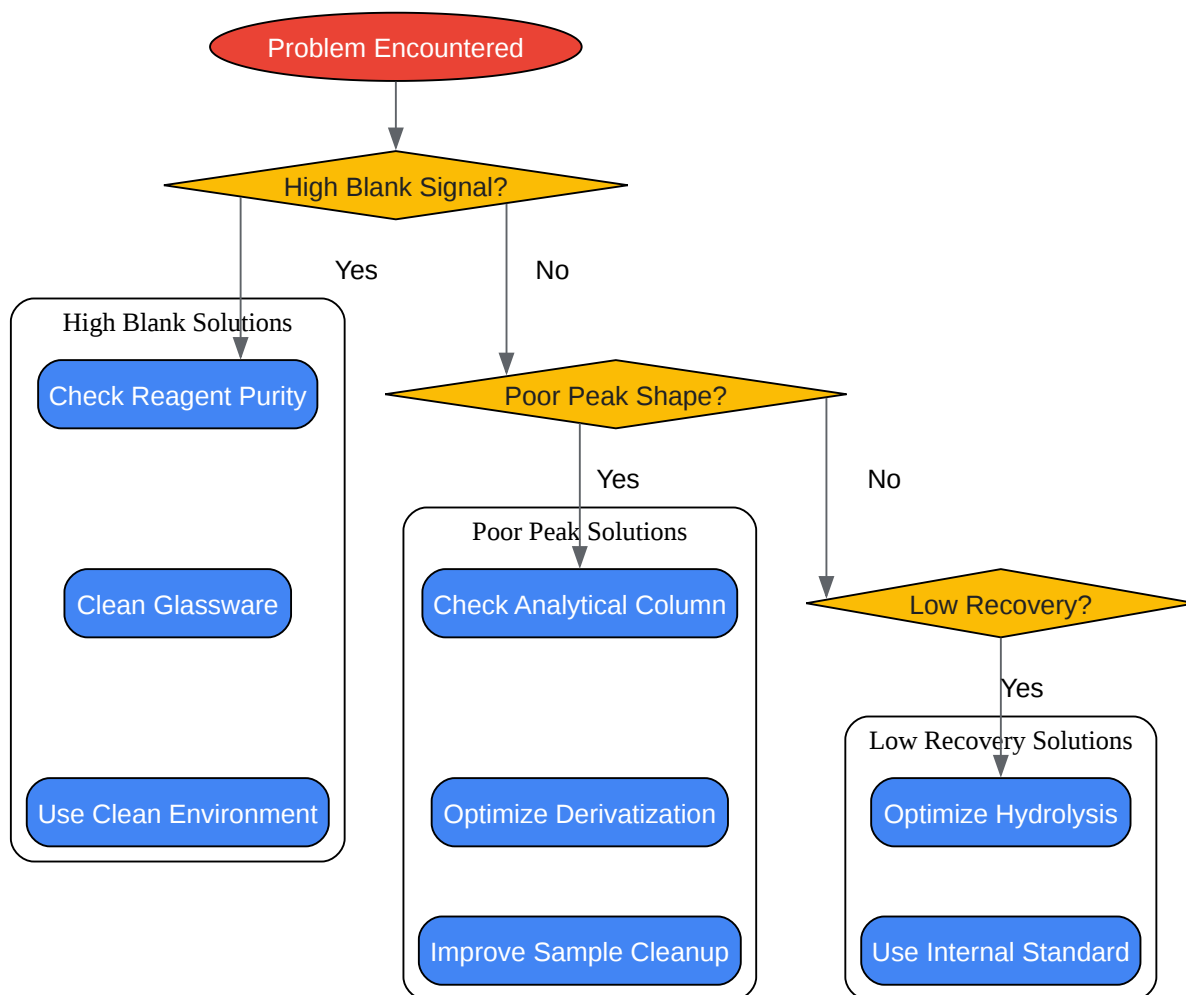 Problem Encountered
High Blank Signal?
Yes
No
High Blank Solutions
Check Reagent Purity
Clean Glassware
Use Clean Environment
Poor Peak Shape?
Yes
No
Poor Peak Solutions
Check Analytical Column
Optimize Derivatization
Improve Sample Cleanup
Low Recovery?
Yes
Low Recovery Solutions
Optimize Hydrolysis
Use Internal Standard